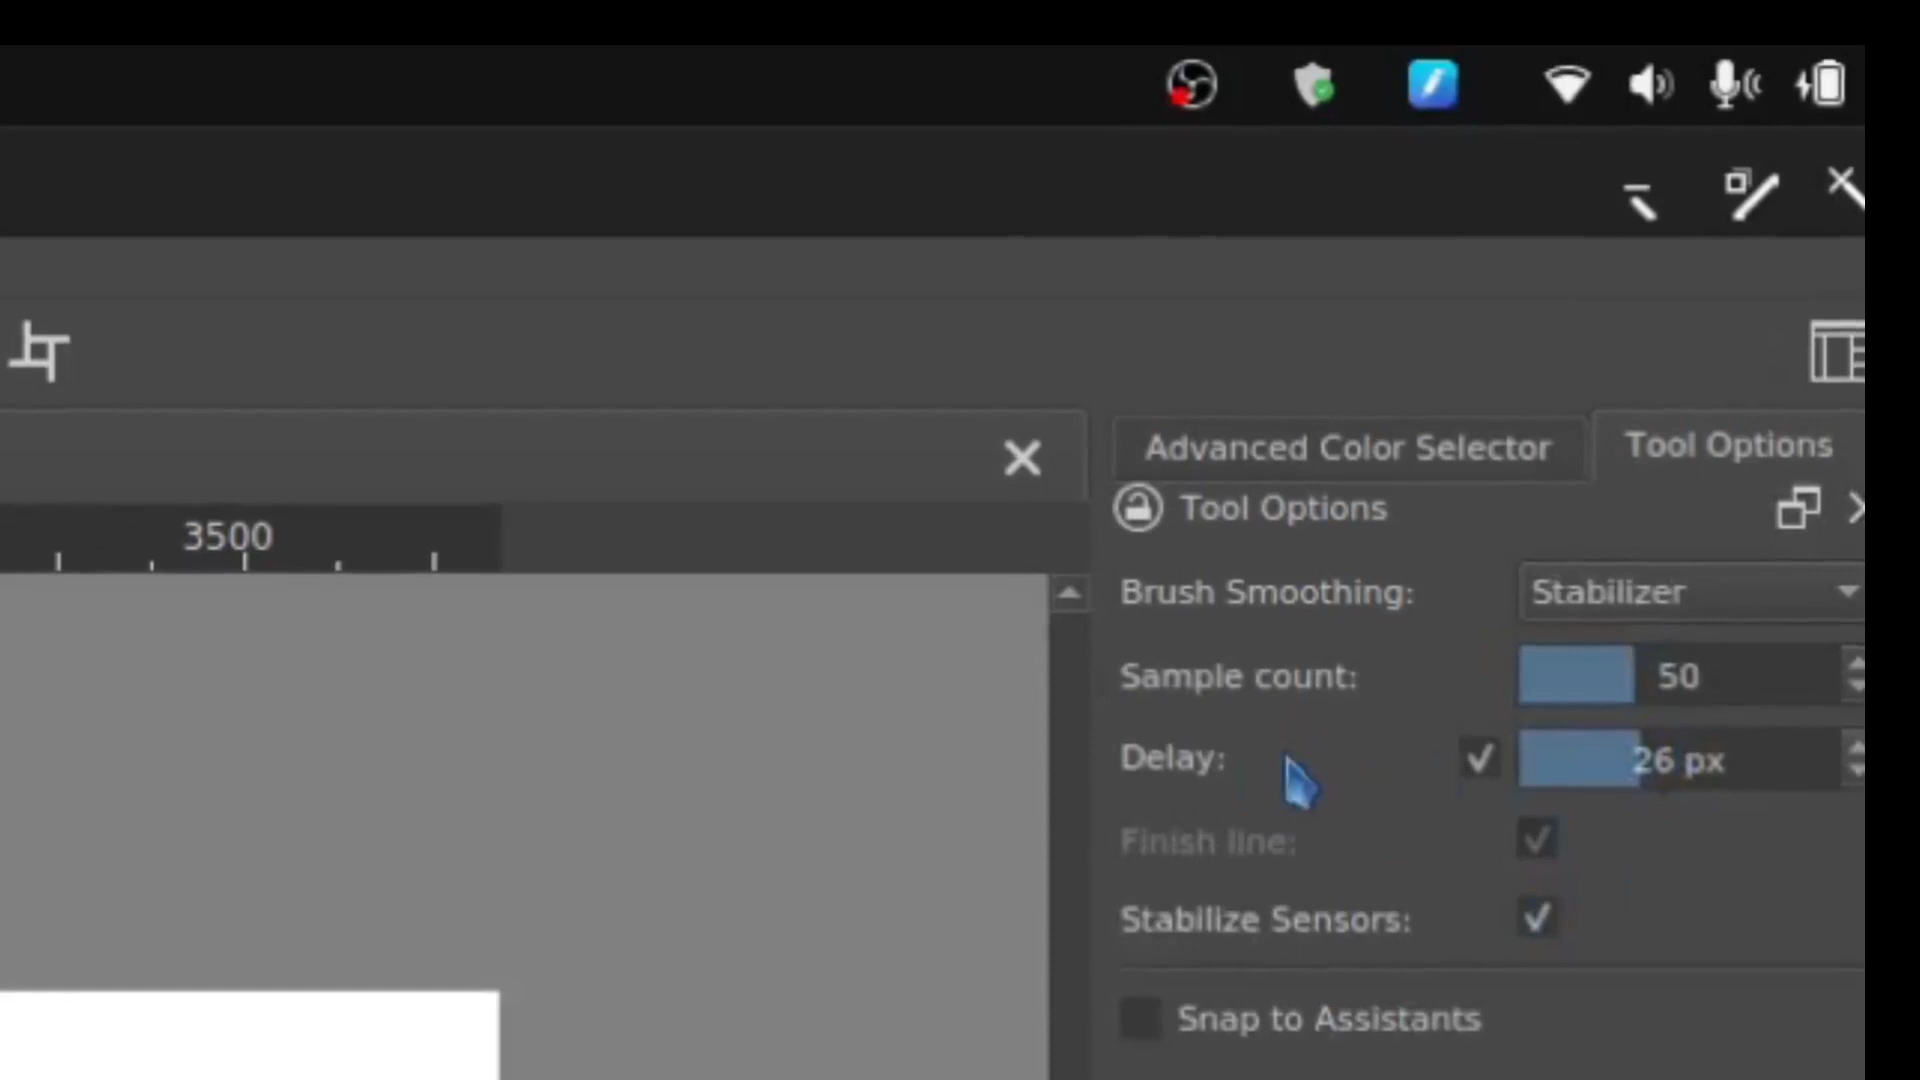 Advanced Color Selector
Tool Options
Tool Options
3500
Brush Smoothing:
Stabilizer
Sample count:
50
Delay:
26 px
Finish line:
Stabilize Sensors:
Snap to Assistants